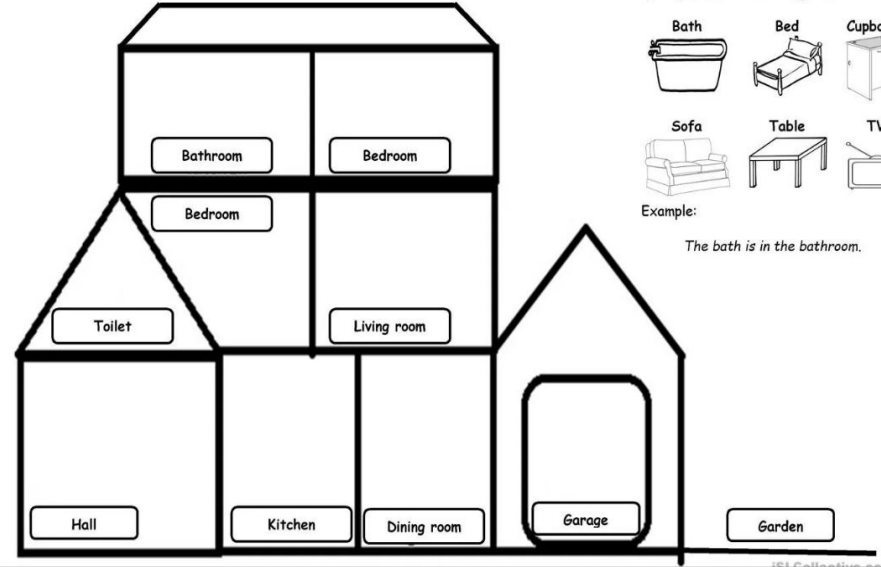 Bath Bed
Sofa Table
Example:
The bath is in the bathroom.
Bathroom Bedroom
Bedroom
Toilet Living room
Hall Kitchen Dining room Garage Garden